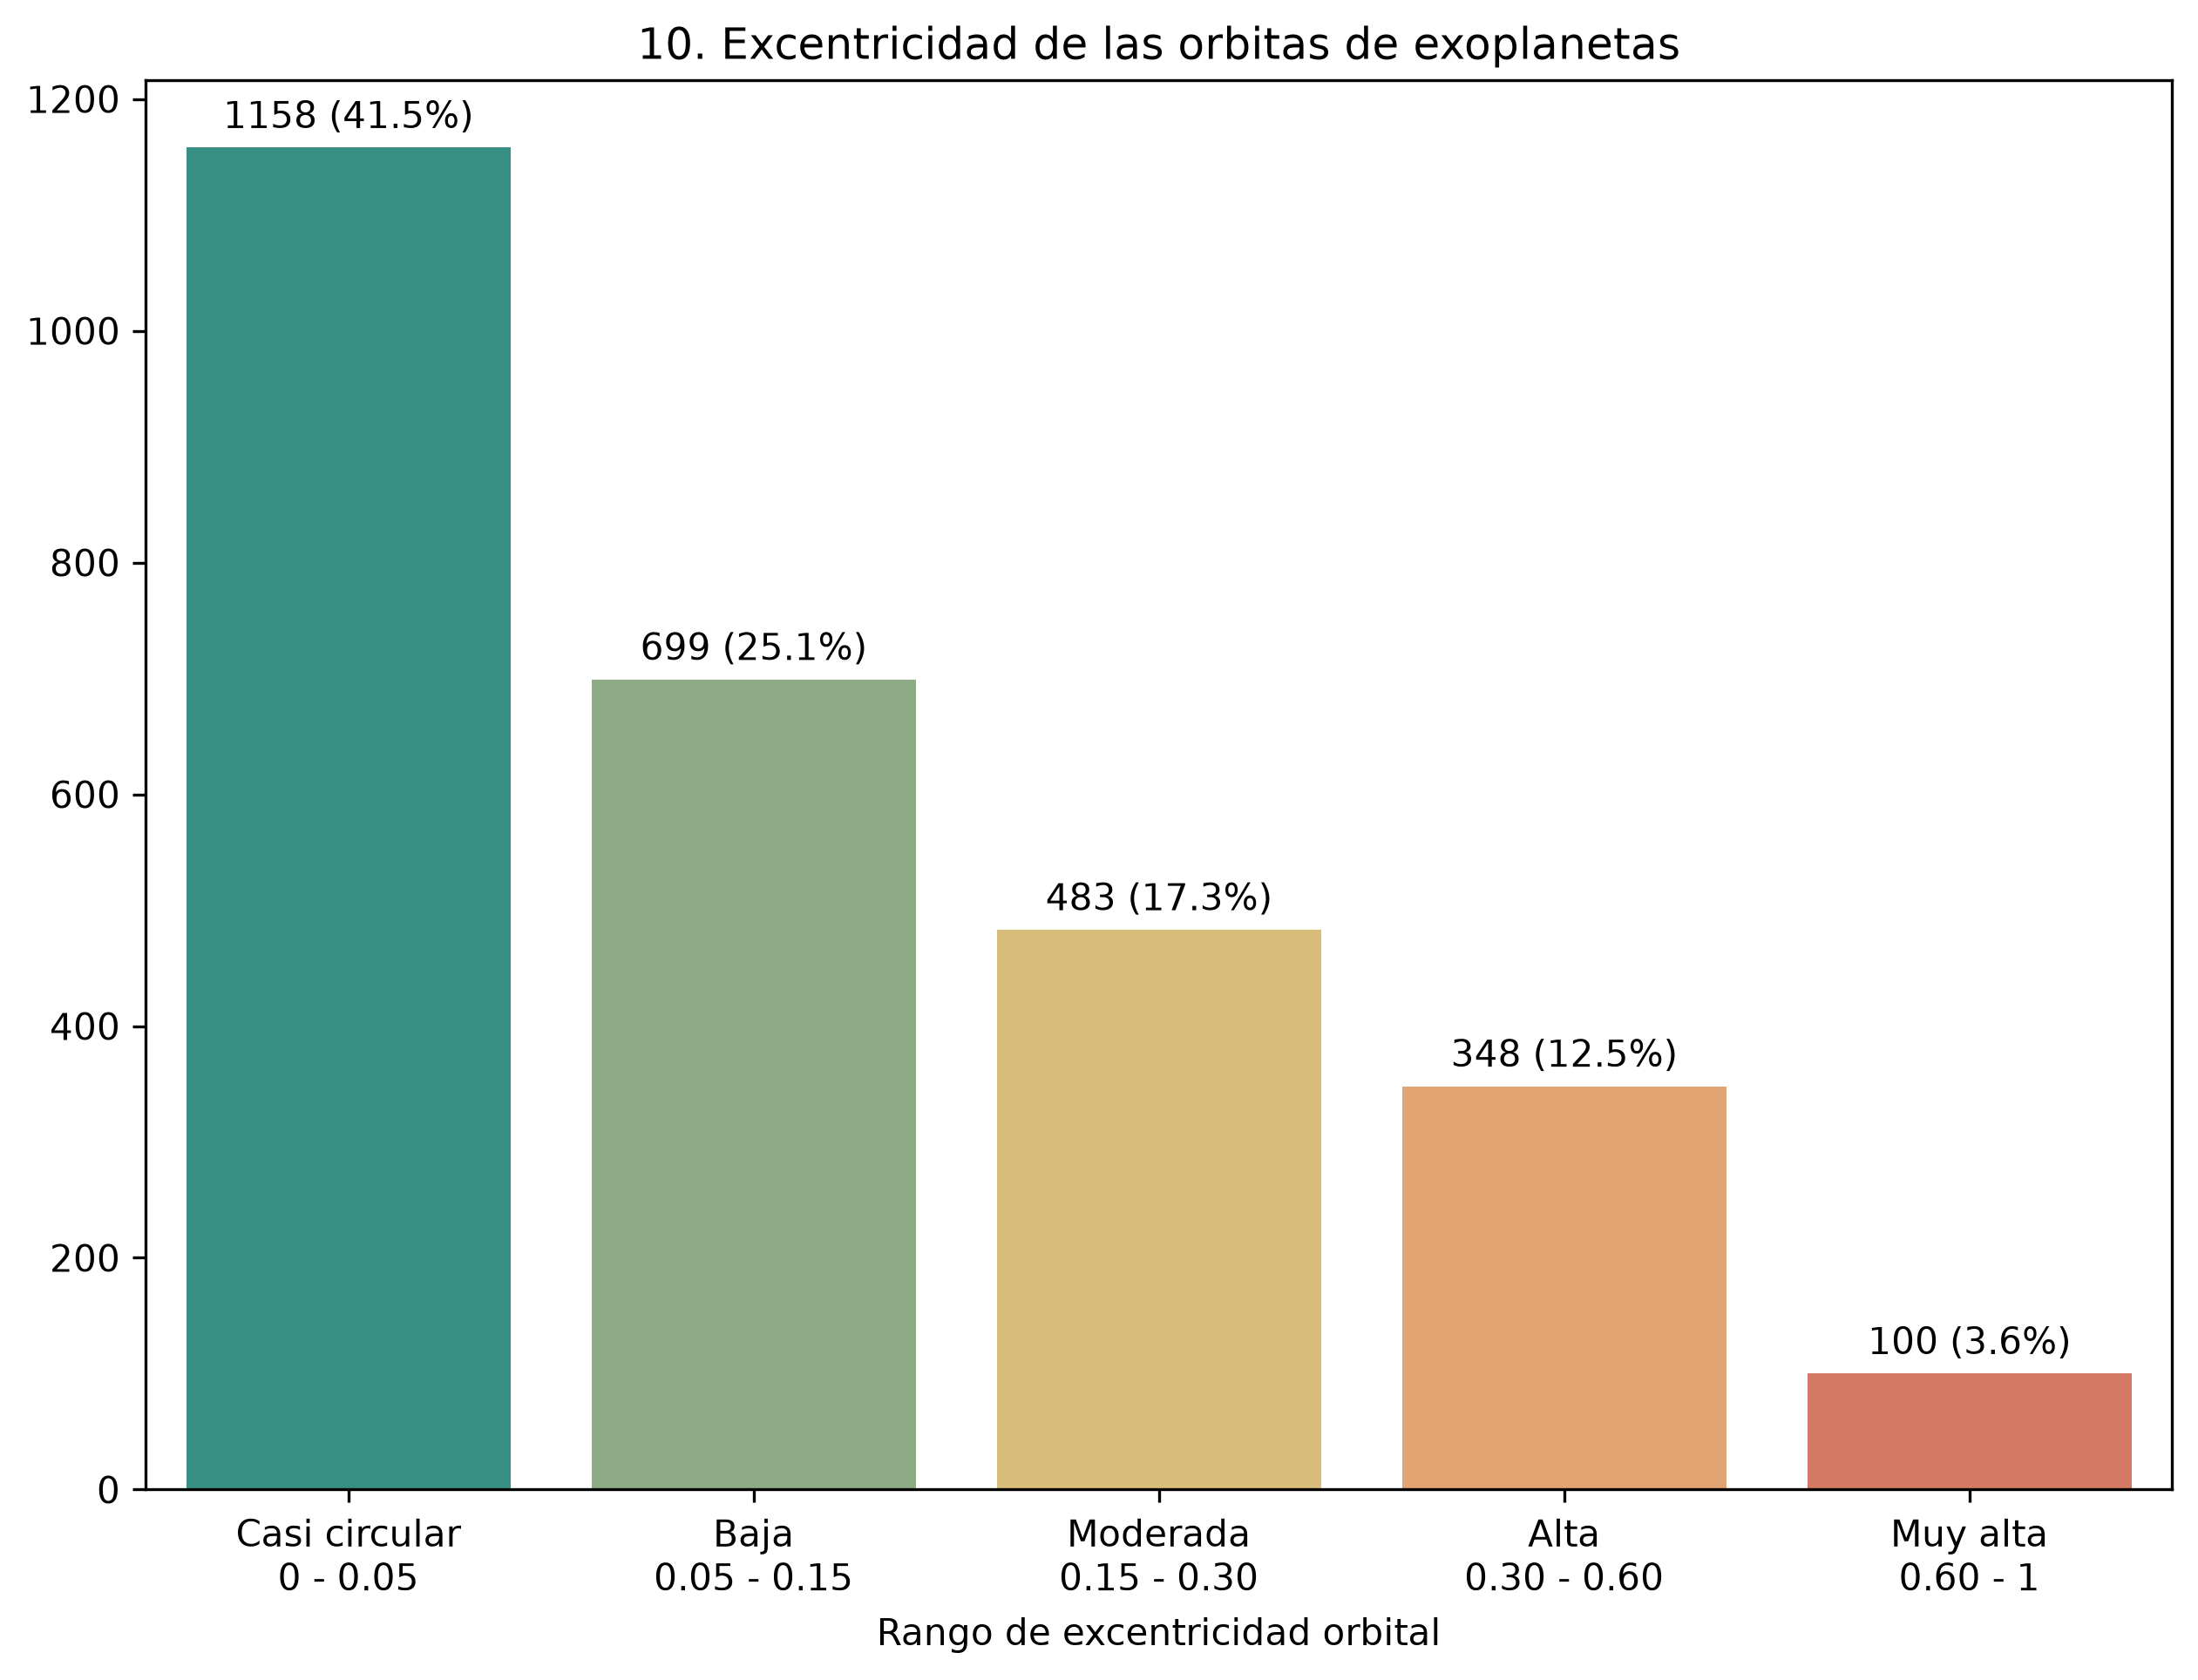 10. Excentricidad de las orbitas de exoplanetas
1200
1000
800
600
400
200
0
1158 (41.5%)
699 (25.1%)
483 (17.3%)
348 (12.5%)
100 (3.6%)
Casi circular
0 - 0.05
Baja
0.05 - 0.15
Moderada
0.15 - 0.30
Alta
0.30 - 0.60
Muy alta
0.60 - 1
Rango de excentricidad orbital